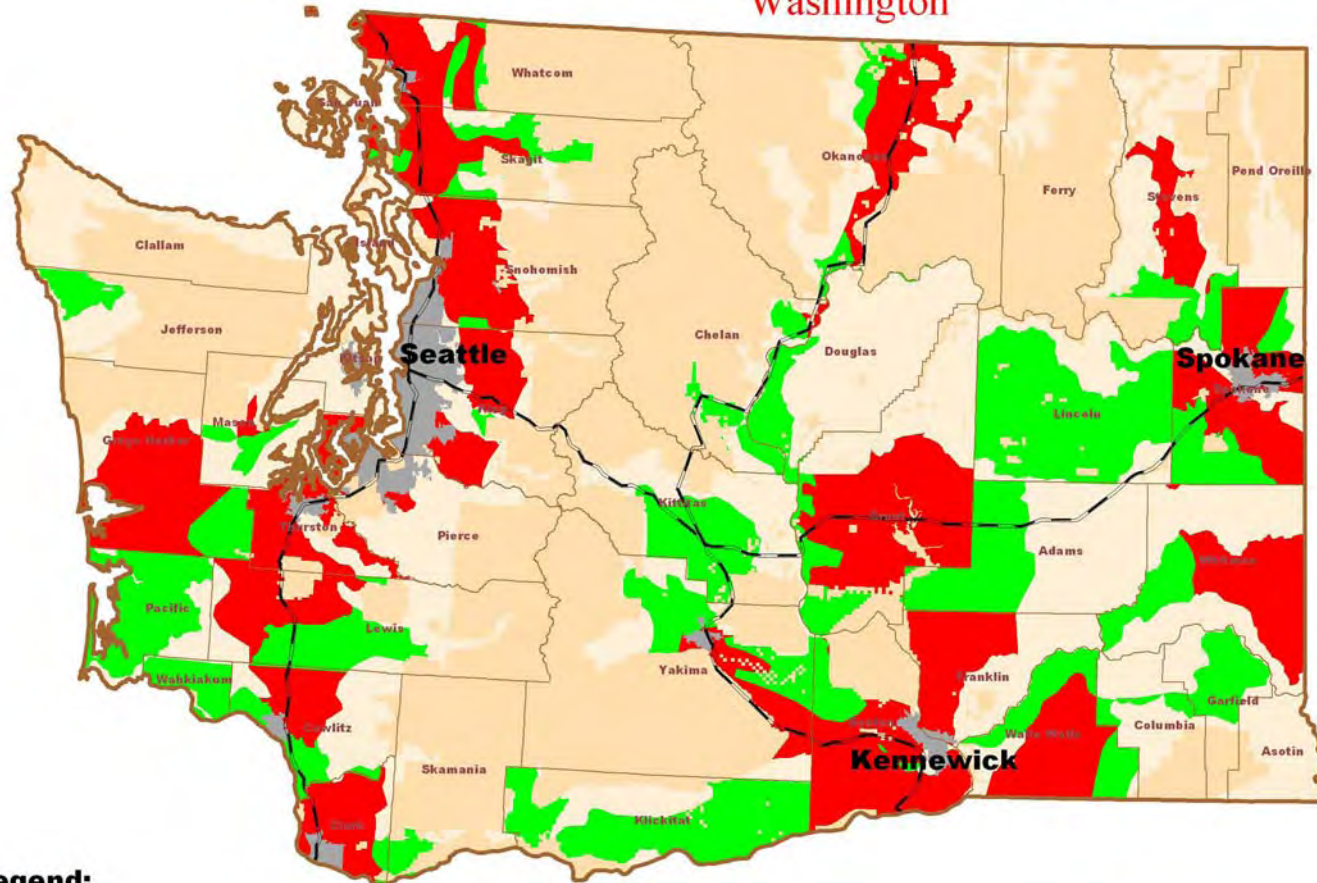 Washington
Whatcom
San Juan
Okanogan
Skagit
Pend Oreille
Ferry
Stevens
Clallam
Island
Snohomish
Jefferson
Chelan
Douglas
Seattle
Kitsap
Spokane
Spokane
King
Lincoln
Mason
Grays Harbor
Kittitas
Grant
Thurston
Pierce
Adams
Whitman
Pacific
Lewis
Yakima
Wahkiakum
Franklin
Garfield
Benton
Cowlitz
Walla Walla
Columbia
Asotin
Kennewick
Skamania
Klickitat
Clark
egend: